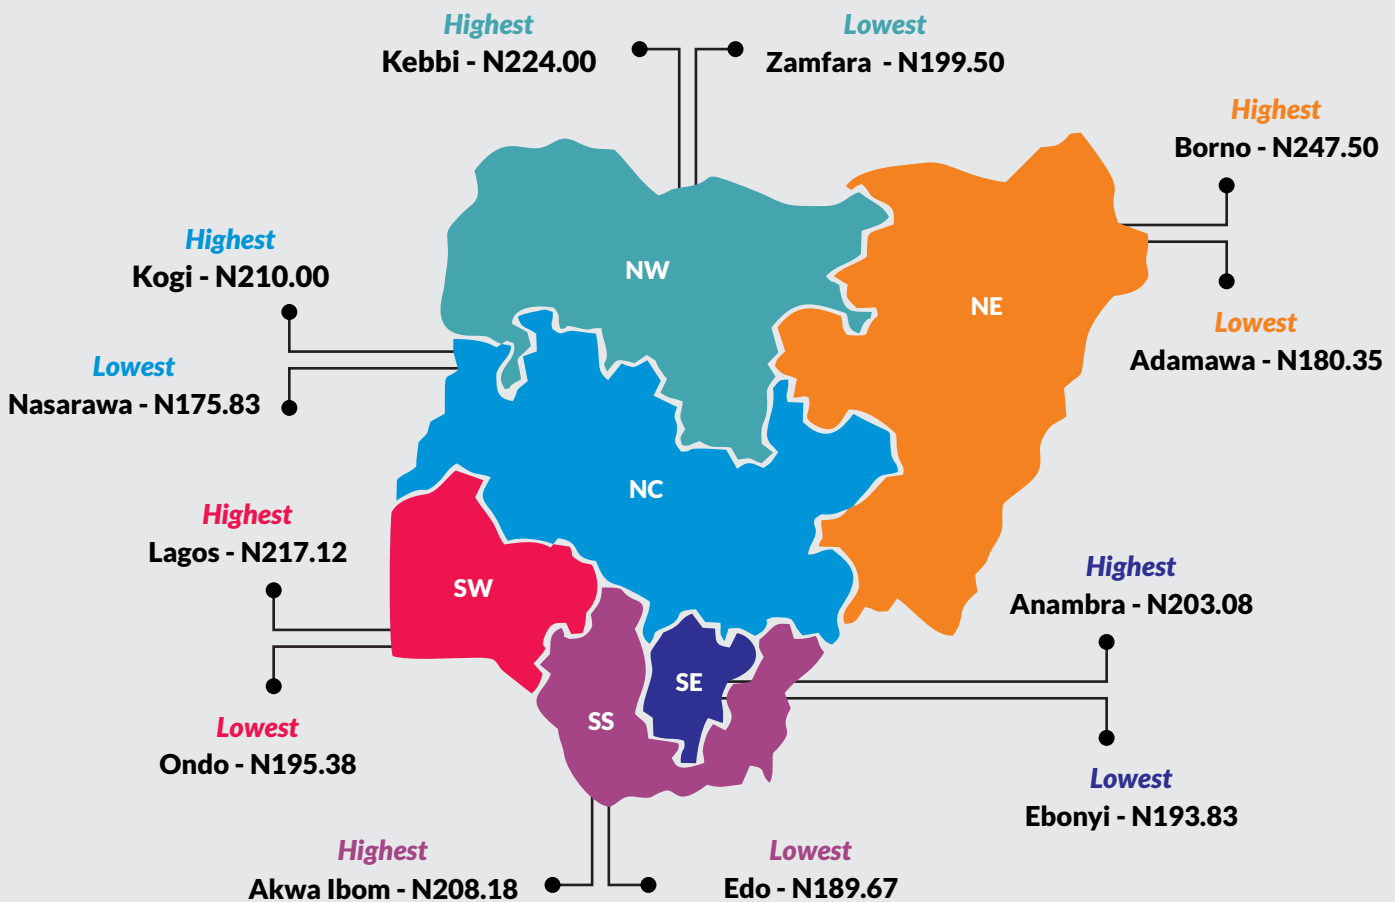 Highest
Kebbi - N224.00
Lowest
Zamfara - N199.50
Highest
Borno - N247.50
Lowest
Adamawa - N180.35
Highest
Kogi - N210.00
Lowest
Nasarawa - N175.83
NW
NE
NC
Highest
Lagos - N217.12
Lowest
Ondo - N195.38
SW
SS
SE
Highest
Anambra - N203.08
Lowest
Ebonyi - N193.83
Highest
Akwa Ibom - N208.18
Lowest
Edo - N189.67